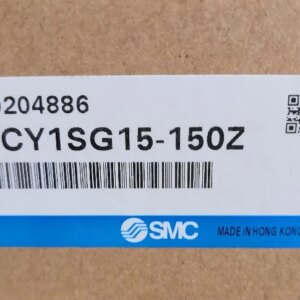 0204886
CY1SG15-150Z
SMC
MADE IN HONG KONG